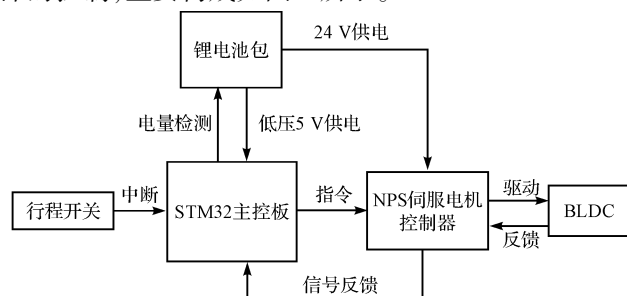 24 V供电
锂电池包
电量检测
低压5 V供电
行程开关
中断
STM32主控板
指令
NPS伺服电机
控制器
驱动
反馈
BLDC
信号反馈